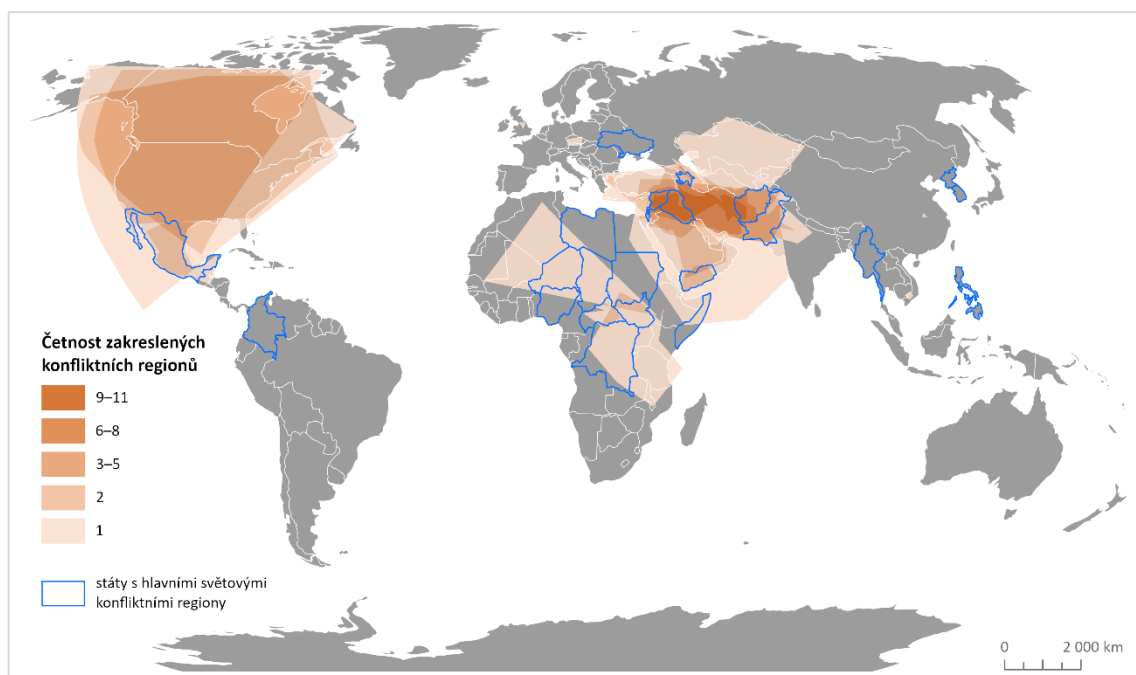 Četnost zakreslených
konfliktních regionů
9–11
6–8
3–5
2
1
státy s hlavními světovými
konfliktními regiony
0 2 000 km